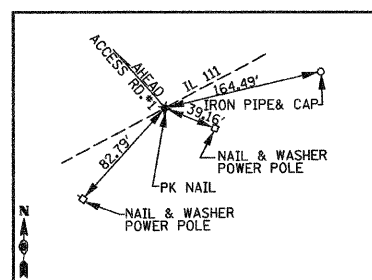 AHEAD
ACCESS RD. #1
IL 111
164.49'
IRON PIPE& CAP
39.16'
82.79'
NAIL & WASHER
POWER POLE
PK NAIL
NAIL & WASHER
POWER POLE
N